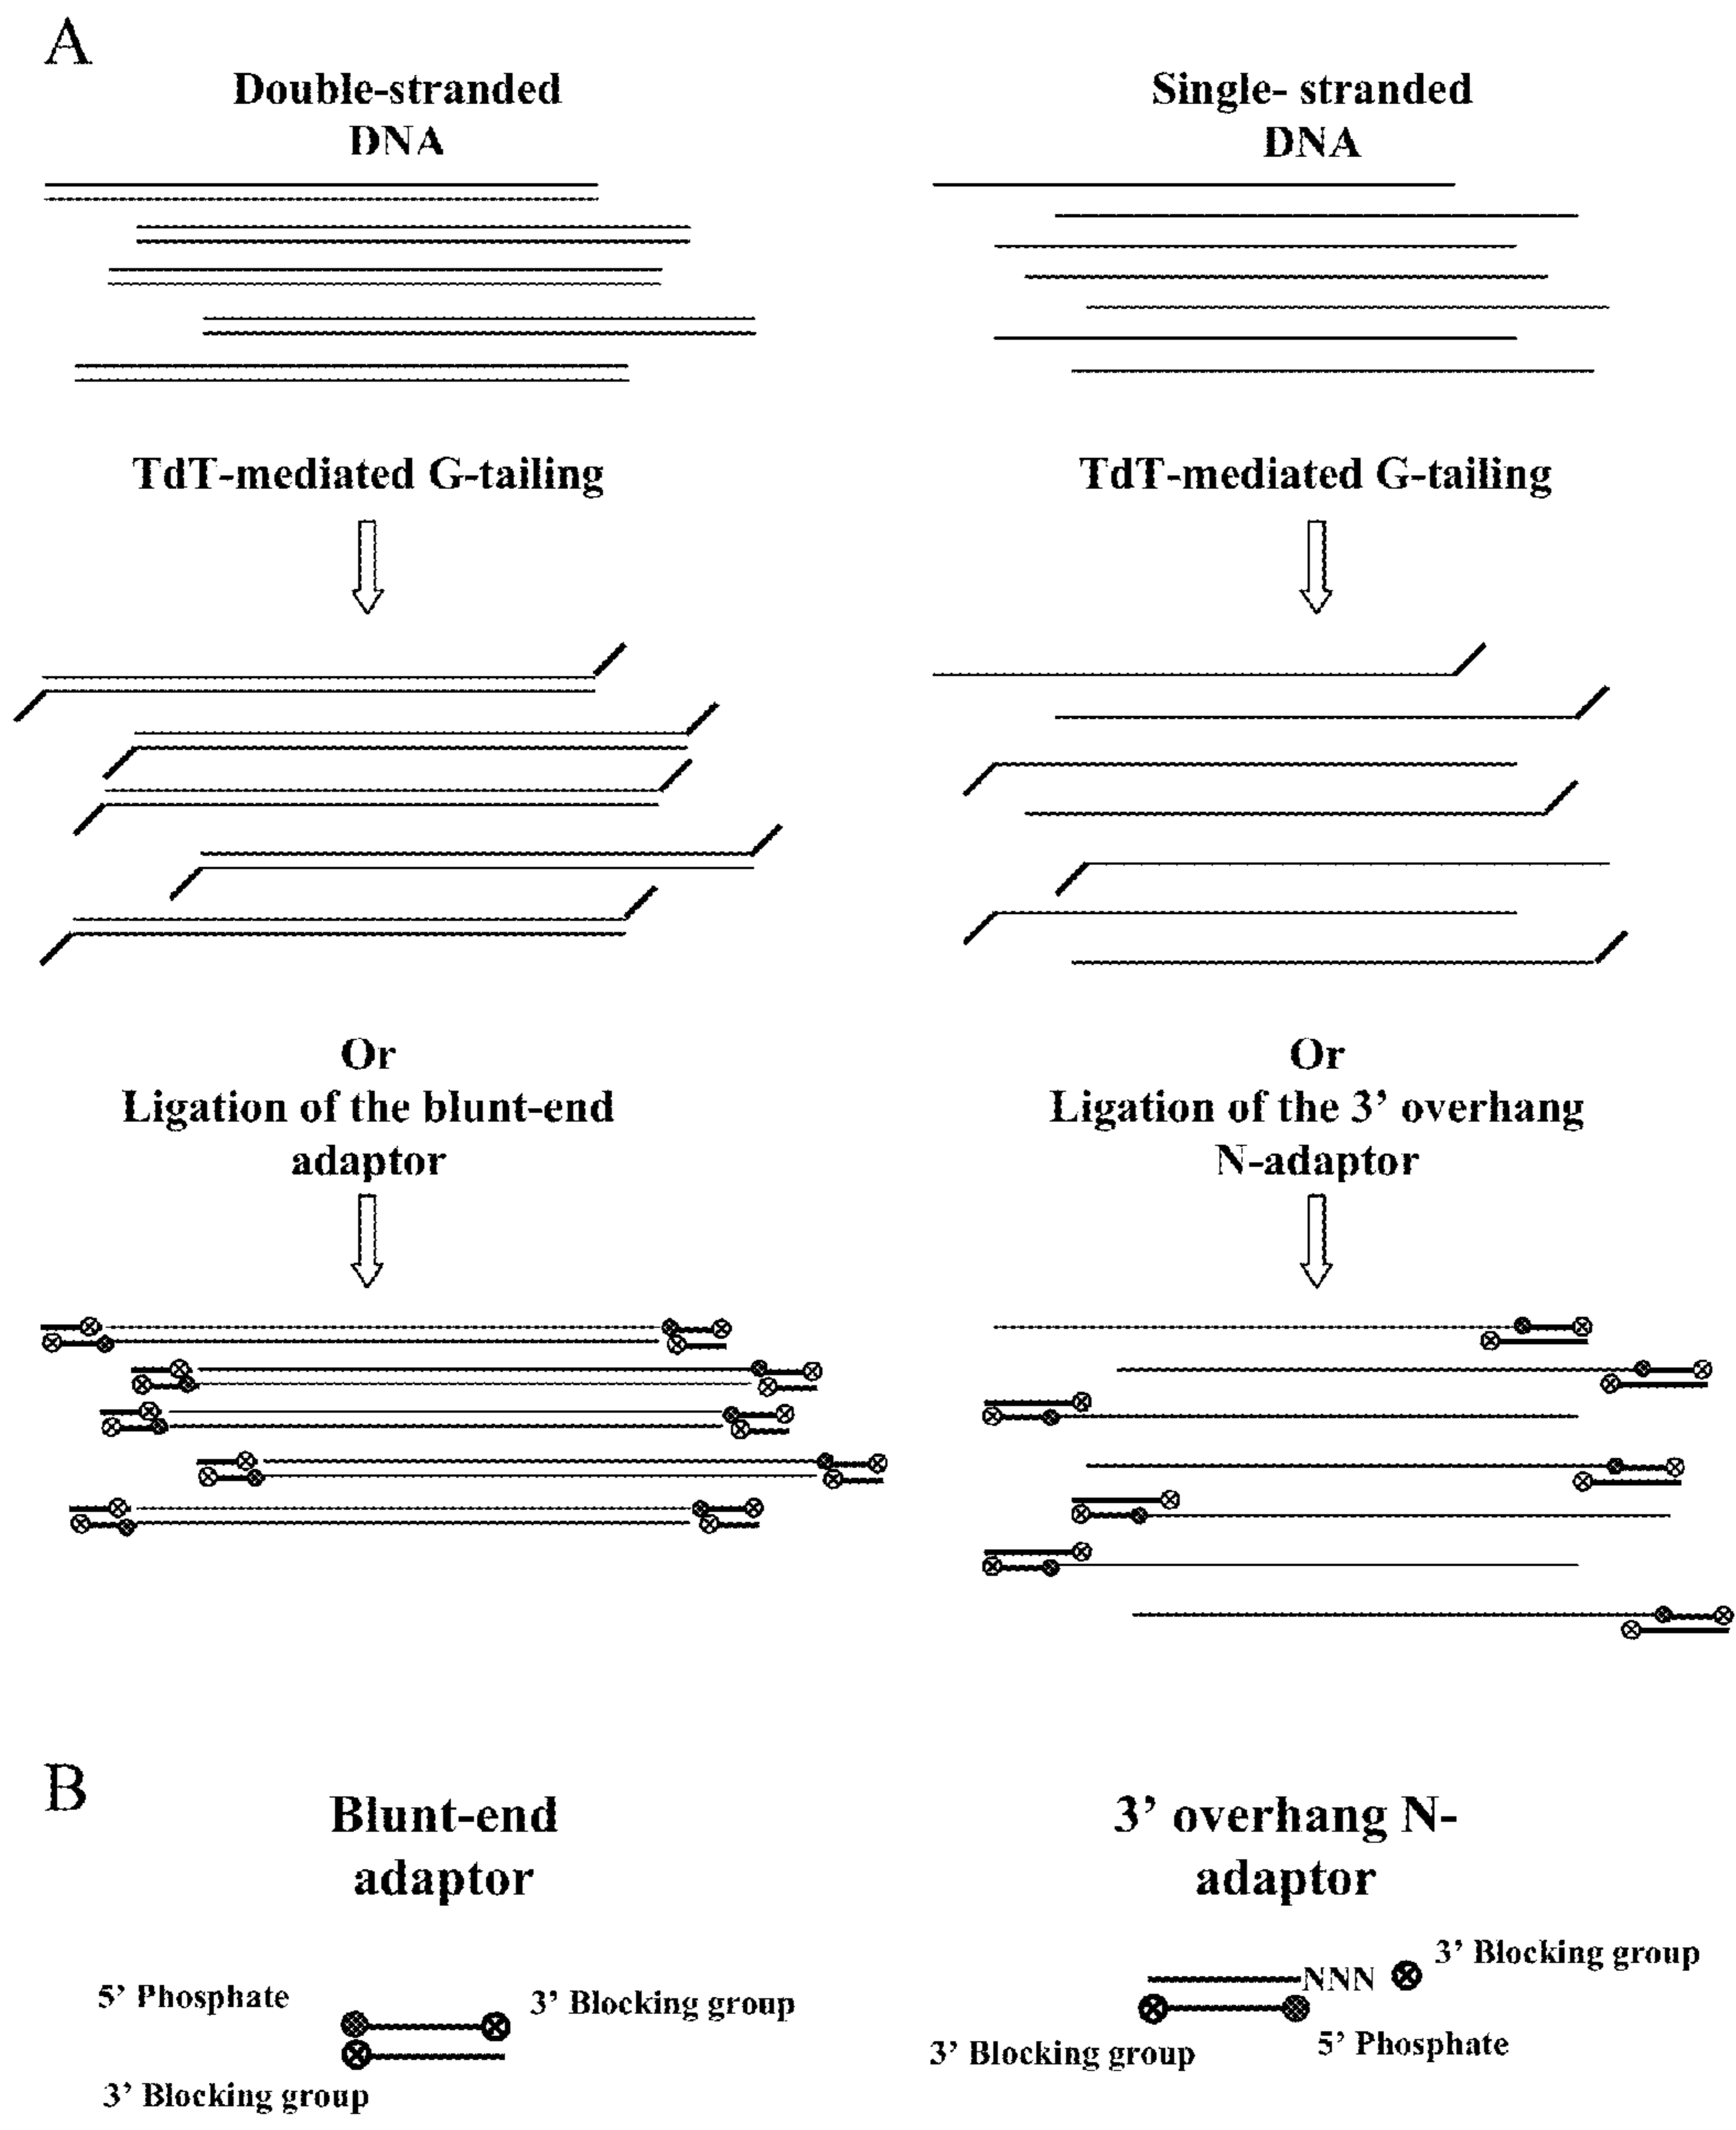 A
Double-stranded
DNA
Single- stranded
DNA
TdT-mediated G-tailing
TdT-mediated G-tailing
Or
Ligation of the blunt-end
adaptor
Or
Ligation of the 3’ overhang
N-adaptor
B
Blunt-end
adaptor
3’ overhang N-
adaptor
5’ Phosphate
3’ Blocking group
3’ Blocking group
NNN
3’ Blocking group
3’ Blocking group
5’ Phosphate